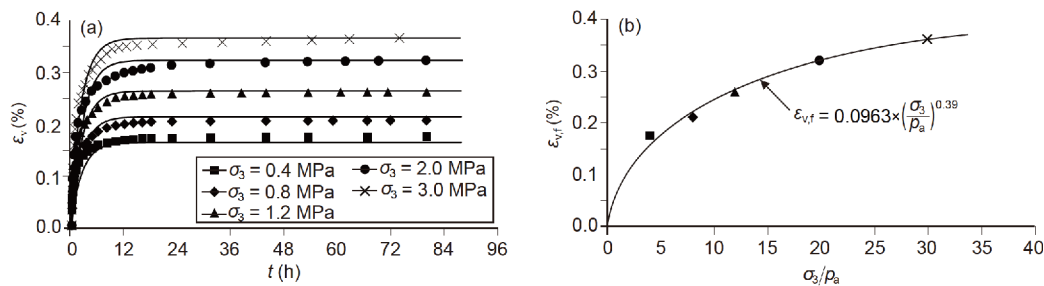 (a)
0.4
0.3
0.2
0.1
0.0
εv (%)
0 12 24 36 48 60 72 84 96
t (h)
σ3 = 0.4 MPa
σ3 = 0.8 MPa
σ3 = 1.2 MPa
σ3 = 2.0 MPa
σ3 = 3.0 MPa
(b)
0.4
0.3
0.2
0.1
0.0
εv,f (%)
εv,f = 0.0963×(σ3/pa)^0.39
0 5 10 15 20 25 30 35 40
σ3/pa